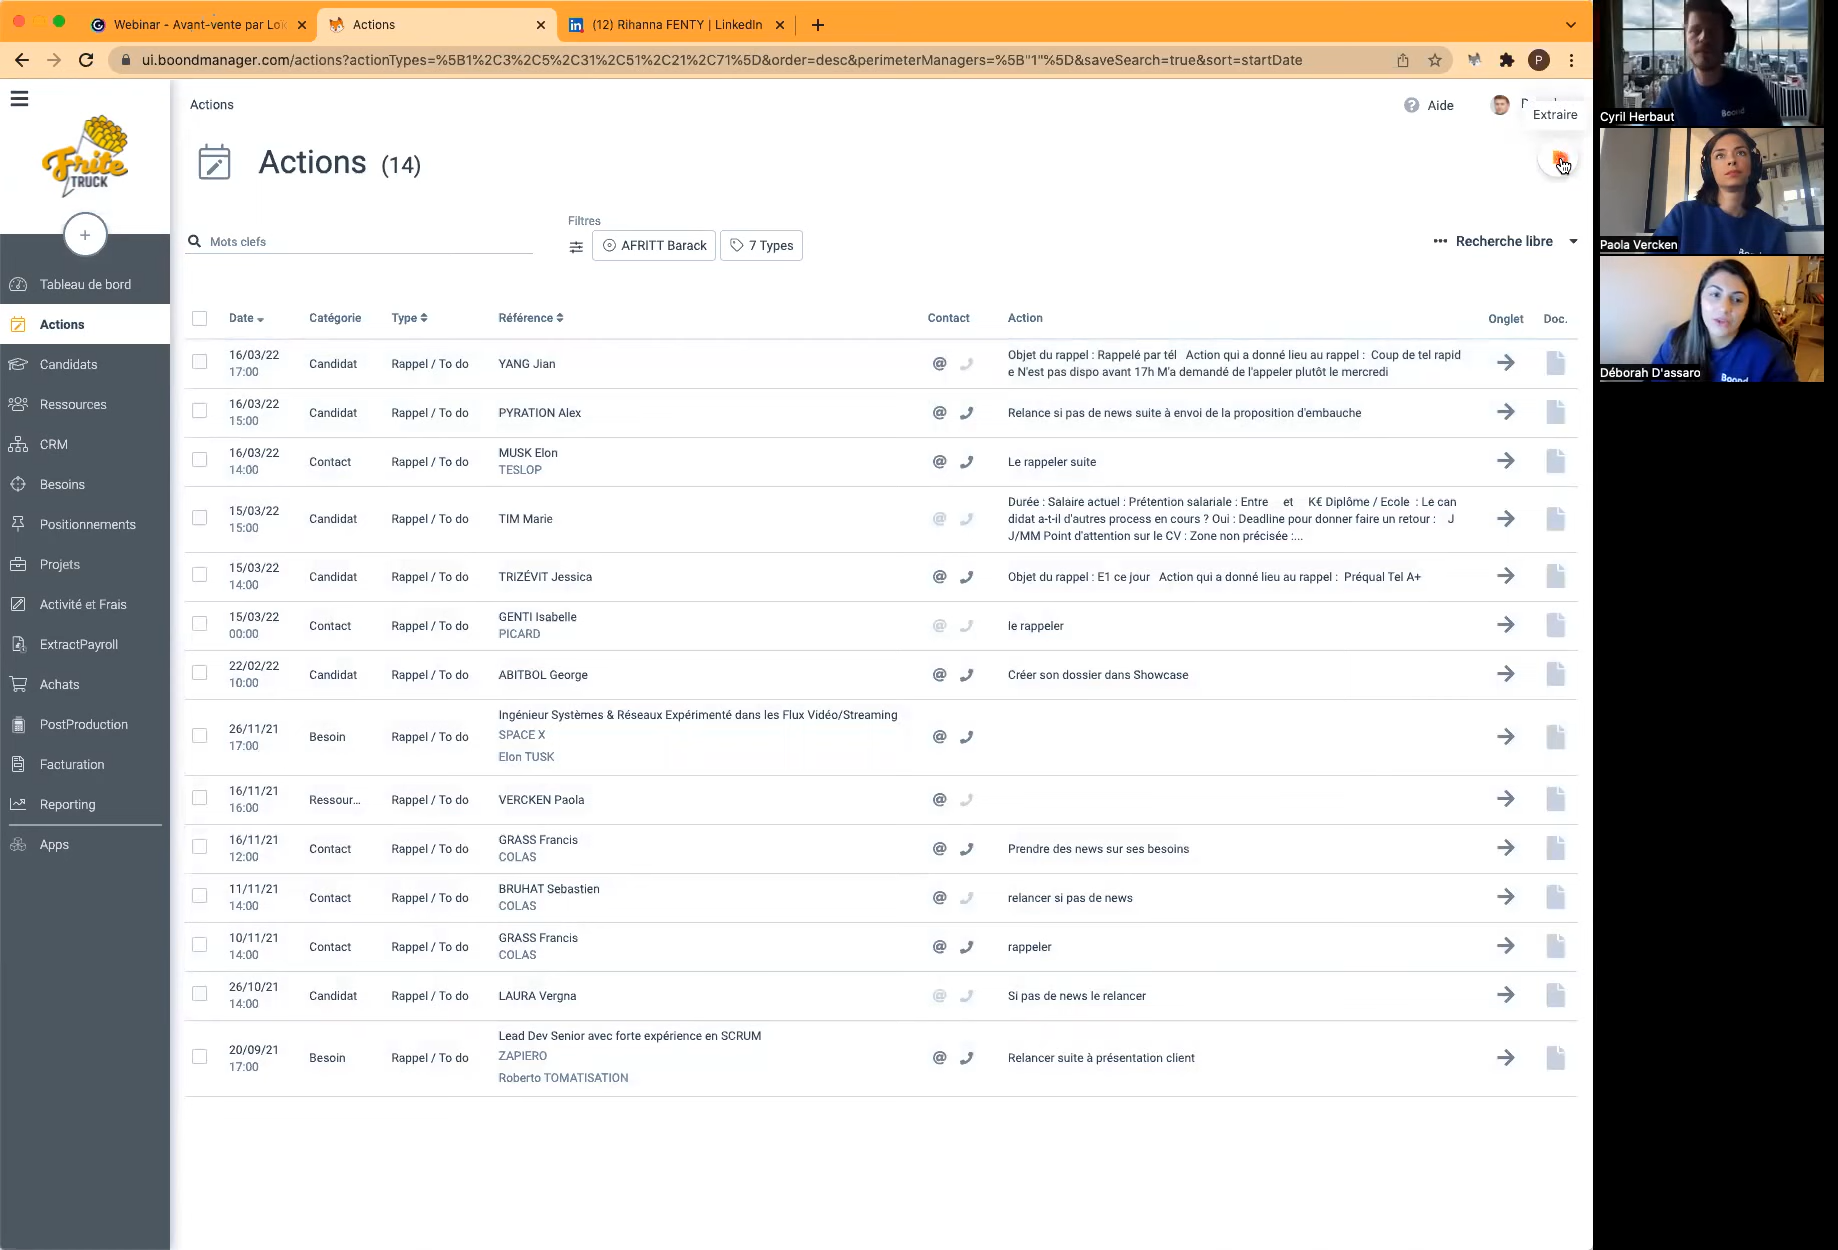 Webinar - Avant-vente par Loï
Actions
(12) Rihanna FENTY | LinkedIn
ui.boondmanager.com/actions?actionTypes=%5B1%2C3%2C5%2C31%2C51%2C21%2C71%5D&order=desc&perimeterManagers=%5B"1"%5D&saveSearch=true&sort=startDate
P
Actions
Aide
Extraire
Frite
TRUCK
Actions (14)
Mots clefs
Filtres
AFRITT Barack
7 Types
Recherche libre
Tableau de bord
Actions
Candidats
Ressources
CRM
Besoins
Positionnements
Projets
Activité et Frais
ExtractPayroll
Achats
PostProduction
Facturation
Reporting
Apps
Date Catégorie Type Référence Contact Action Onglet Doc.
16/03/22
17:00
Candidat
Rappel / To do
YANG Jian
Objet du rappel : Rappelé par tél Action qui a donné lieu au rappel : Coup de tel rapid
e N'est pas dispo avant 17h M'a demandé de l'appeler plutôt le mercredi
16/03/22
15:00
Candidat
Rappel / To do
PYRATION Alex
Relance si pas de news suite à envoi de la proposition d'embauche
16/03/22
14:00
Contact
Rappel / To do
MUSK Elon
TESLOP
Le rappeler suite
15/03/22
15:00
Candidat
Rappel / To do
TIM Marie
Durée : Salaire actuel : Prétention salariale : Entre et K€ Diplôme / Ecole : Le can
didat a-t-il d'autres process en cours ? Oui : Deadline pour donner faire un retour : J
J/MM Point d'attention sur le CV : Zone non précisée :...
15/03/22
14:00
Candidat
Rappel / To do
TRIZÉVIT Jessica
Objet du rappel : E1 ce jour Action qui a donné lieu au rappel : Préqual Tel A+
15/03/22
00:00
Contact
Rappel / To do
GENTI Isabelle
PICARD
le rappeler
22/02/22
10:00
Candidat
Rappel / To do
ABITBOL George
Créer son dossier dans Showcase
26/11/21
17:00
Besoin
Rappel / To do
Ingénieur Systèmes & Réseaux Expérimenté dans les Flux Vidéo/Streaming
SPACE X
Elon TUSK
16/11/21
16:00
Ressour...
Rappel / To do
VERCKEN Paola
16/11/21
12:00
Contact
Rappel / To do
GRASS Francis
COLAS
Prendre des news sur ses besoins
11/11/21
14:00
Contact
Rappel / To do
BRUHAT Sebastien
COLAS
relancer si pas de news
10/11/21
14:00
Contact
Rappel / To do
GRASS Francis
COLAS
rappeler
26/10/21
14:00
Candidat
Rappel / To do
LAURA Vergna
Si pas de news le relancer
20/09/21
17:00
Besoin
Rappel / To do
Lead Dev Senior avec forte expérience en SCRUM
ZAPIERO
Roberto TOMATISATION
Relancer suite à présentation client
Boond
Cyril Herbaut
Paola Vercken
Déborah D'assaro
Boond